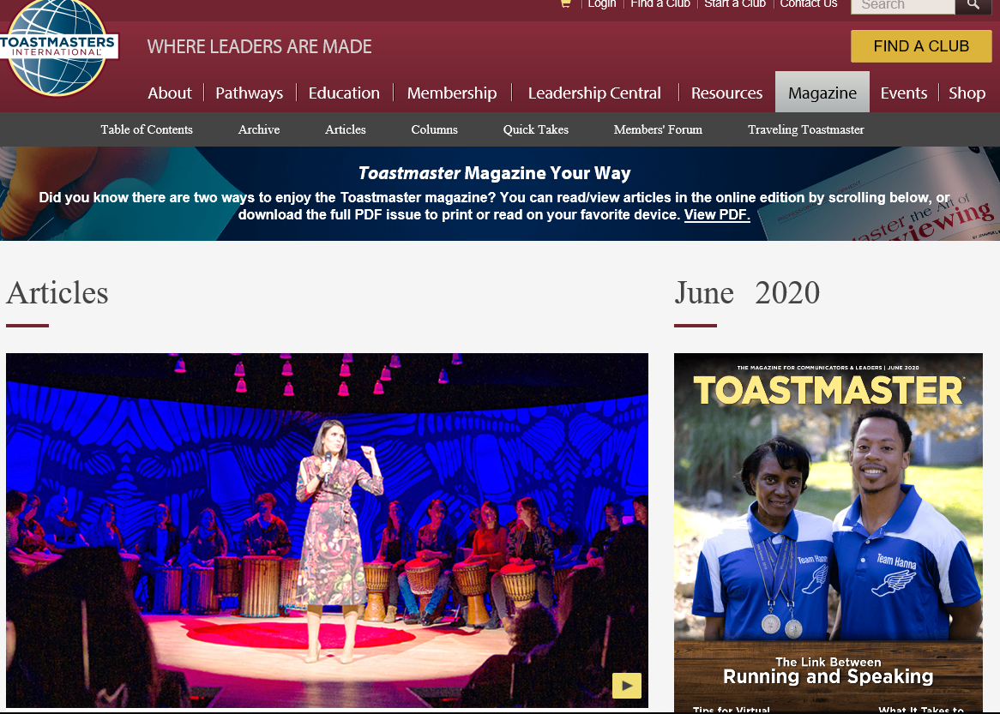 Login Find a Club Start a Club Contact Us Search
TOASTMASTERS
INTERNATIONAL
WHERE LEADERS ARE MADE
FIND A CLUB
About Pathways Education Membership Leadership Central Resources Magazine Events Shop
Table of Contents Archive Articles Columns Quick Takes Members' Forum Traveling Toastmaster
Toastmaster Magazine Your Way
Did you know there are two ways to enjoy the Toastmaster magazine? You can read/view articles in the online edition by scrolling below, or
download the full PDF issue to print or read on your favorite device. View PDF.
Master the Art of
Articles
June 2020
THE MAGAZINE FOR COMMUNICATORS & LEADERS | JUNE 2020
TOASTMASTER
Team Hanna
Team Hanna
The Link Between
Running and Speaking
Tips for Virtual What It Takes to